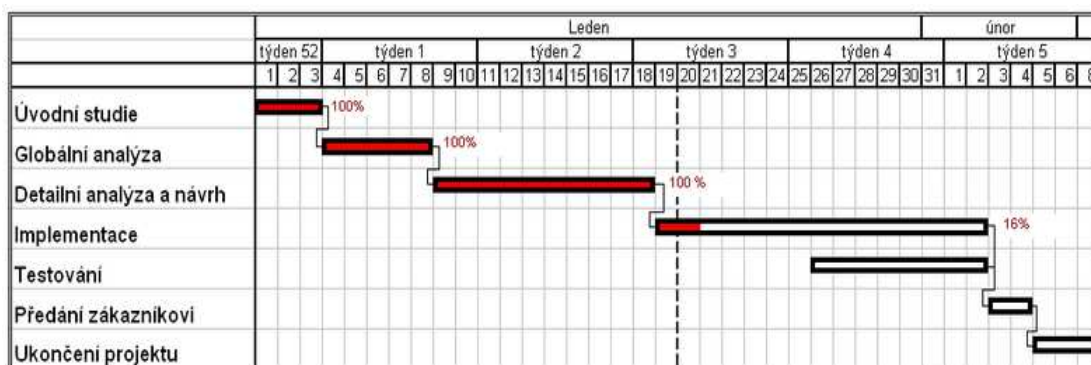 Leden únor
týden 52 týden 1 týden 2 týden 3 týden 4 týden 5
1 2 3 4 5 6 7 8 9 10 11 12 13 14 15 16 17 18 19 20 21 22 23 24 25 26 27 28 29 30 31 1 2 3 4 5 6
Úvodní studie 100%
Globální analýza 100%
Detailní analýza a návrh 100 %
Implementace 16%
Testování
Předání zákazníkovi
Ukončení projektu